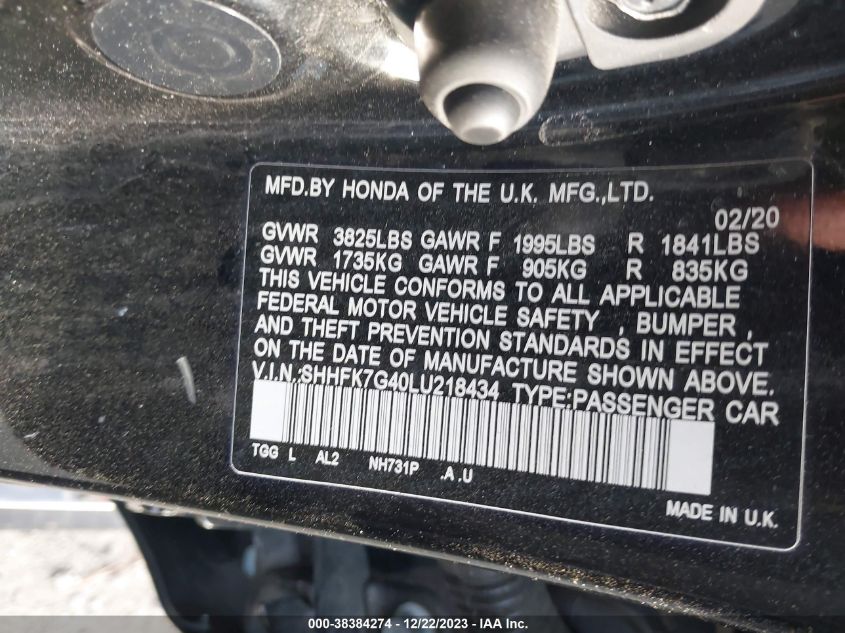 MFD.BY HONDA OF THE U.K. MFG.,LTD.
02/20
GVWR 3825LBS GAWR F 1995LBS R 1841LBS
GVWR 1735KG GAWR F 905KG R 835KG
THIS VEHICLE CONFORMS TO ALL APPLICABLE
FEDERAL MOTOR VEHICLE SAFETY , BUMPER ,
AND THEFT PREVENTION STANDARDS IN EFFECT
ON THE DATE OF MANUFACTURE SHOWN ABOVE.
V.I.N.:SHHFK7G40LU218434 TYPE:PASSENGER CAR
TGG L AL2 NH731P .A .U
MADE IN U.K.
000-38384274 - 12/22/2023 - IAA Inc.